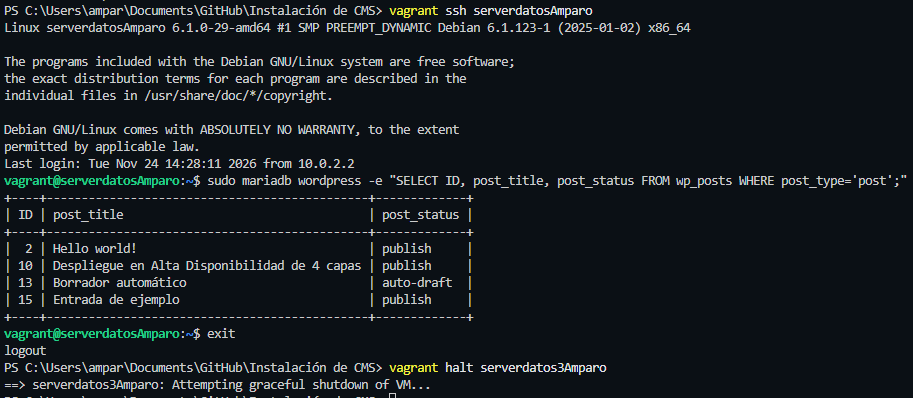 PS C:\Users\ampar\Documents\GitHub\Instalación de CMS> vagrant ssh serverdatosAmparo
Linux serverdatosAmparo 6.1.0-29-amd64 #1 SMP PREEMPT_DYNAMIC Debian 6.1.123-1 (2025-01-02) x86_64

The programs included with the Debian GNU/Linux system are free software;
the exact distribution terms for each program are described in the
individual files in /usr/share/doc/*/copyright.

Debian GNU/Linux comes with ABSOLUTELY NO WARRANTY, to the extent
permitted by applicable law.
Last login: Tue Nov 24 14:28:11 2026 from 10.0.2.2
vagrant@serverdatosAmparo:~$ sudo mariadb wordpress -e "SELECT ID, post_title, post_status FROM wp_posts WHERE post_type='post';"
+----+------------------------------------------+-------------+
| ID | post_title                               | post_status |
+----+------------------------------------------+-------------+
|  2 | Hello world!                             | publish     |
| 10 | Despliegue en Alta Disponibilidad de 4 capas | publish     |
| 13 | Borrador automático                      | auto-draft  |
| 15 | Entrada de ejemplo                       | publish     |
+----+------------------------------------------+-------------+
vagrant@serverdatosAmparo:~$ exit
logout
PS C:\Users\ampar\Documents\GitHub\Instalación de CMS> vagrant halt serverdatos3Amparo
==> serverdatos3Amparo: Attempting graceful shutdown of VM...